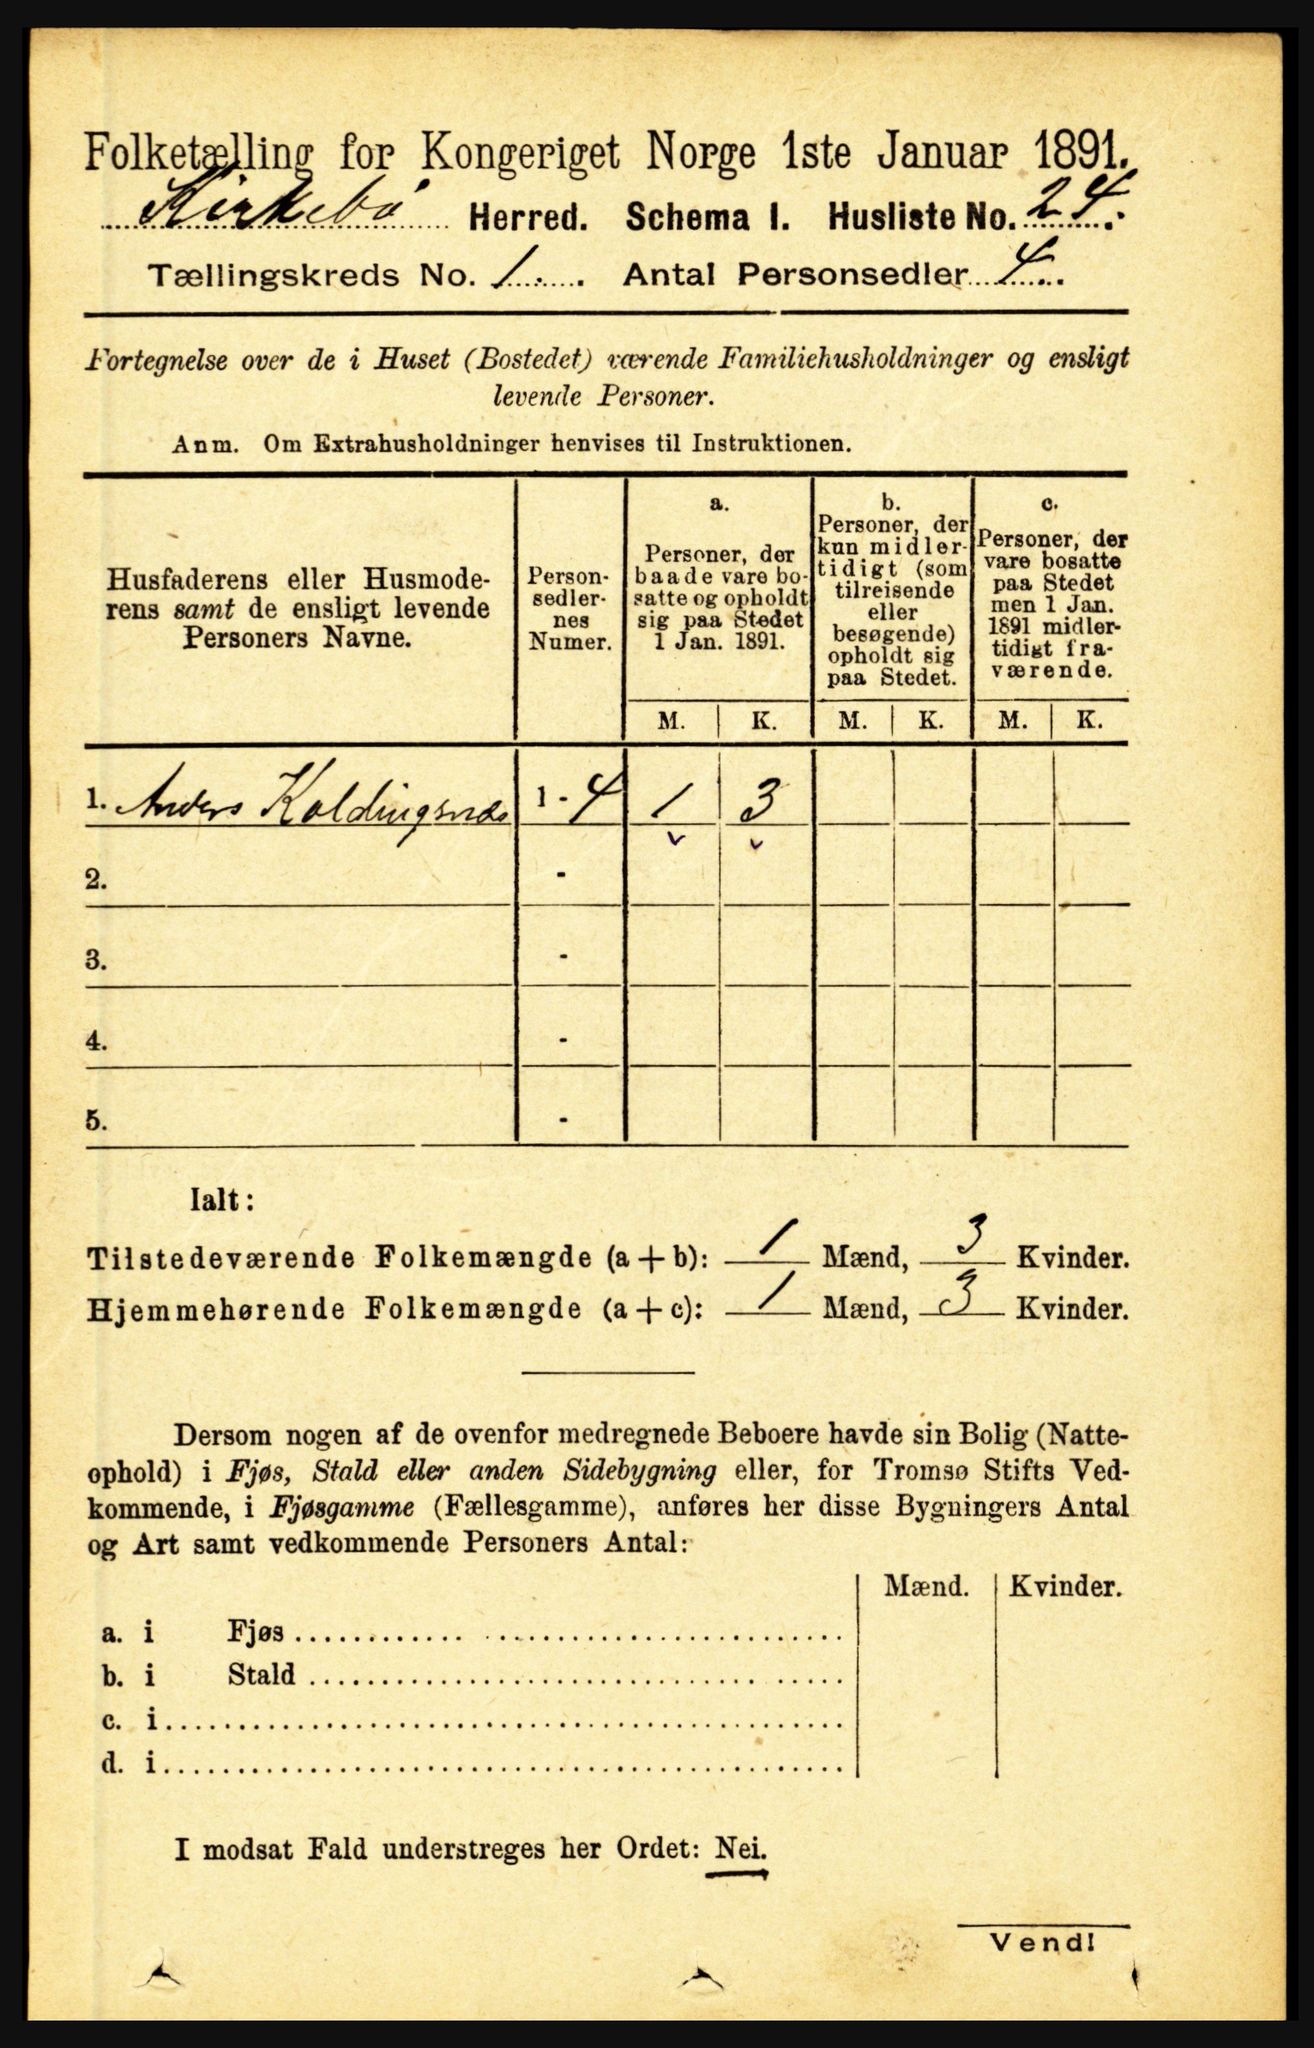 Folketælling for Kongeriget Norge 1ste Januar 1891.
Kirkebø Herred. Schema I. Husliste No. 24.
Tællingskreds No. 1. Antal Personsedler 4.
Fortegnelse over de i Huset (Bostedet) værende Familiehusholdninger og ensligt
levende Personer.
Anm. Om Extrahusholdninger henvises til Instruktionen.
Husfaderens eller Husmode-
rens samt de ensligt levende
Personers Navne.
Person-
sedler-
nes
Numer.
a.
Personer, der
baade vare bo-
satte og opholdt
sig paa Stedet
1 Jan. 1891.
b.
Personer, der
kun midler-
tidigt (som
tilreisende
eller
besøgende)
opholdt sig
paa Stedet.
c.
Personer, der
vare bosatte
paa Stedet
men 1 Jan.
1891 midler-
tidigt fra-
værende.
M. K. M. K. M. K.
1. Anders 1 - 4 1 3
2. -
3. -
4. -
5. -
Ialt:
Tilstedeværende Folkemængde (a + b): 1 Mænd, 3 Kvinder.
Hjemmehørende Folkemængde (a + c): 1 Mænd, 3 Kvinder.
Dersom nogen af de ovenfor medregnede Beboere havde sin Bolig (Natte-
ophold) i Fjøs, Stald eller anden Sidebygning eller, for Tromsø Stifts Ved-
kommende, i Fjøsgamme (Fællesgamme), anføres her disse Bygningers Antal
og Art samt vedkommende Personers Antal:
Mænd. Kvinder.
a. i Fjøs
b. i Stald
c. i
d. i
I modsat Fald understreges her Ordet: Nei.
Vend!